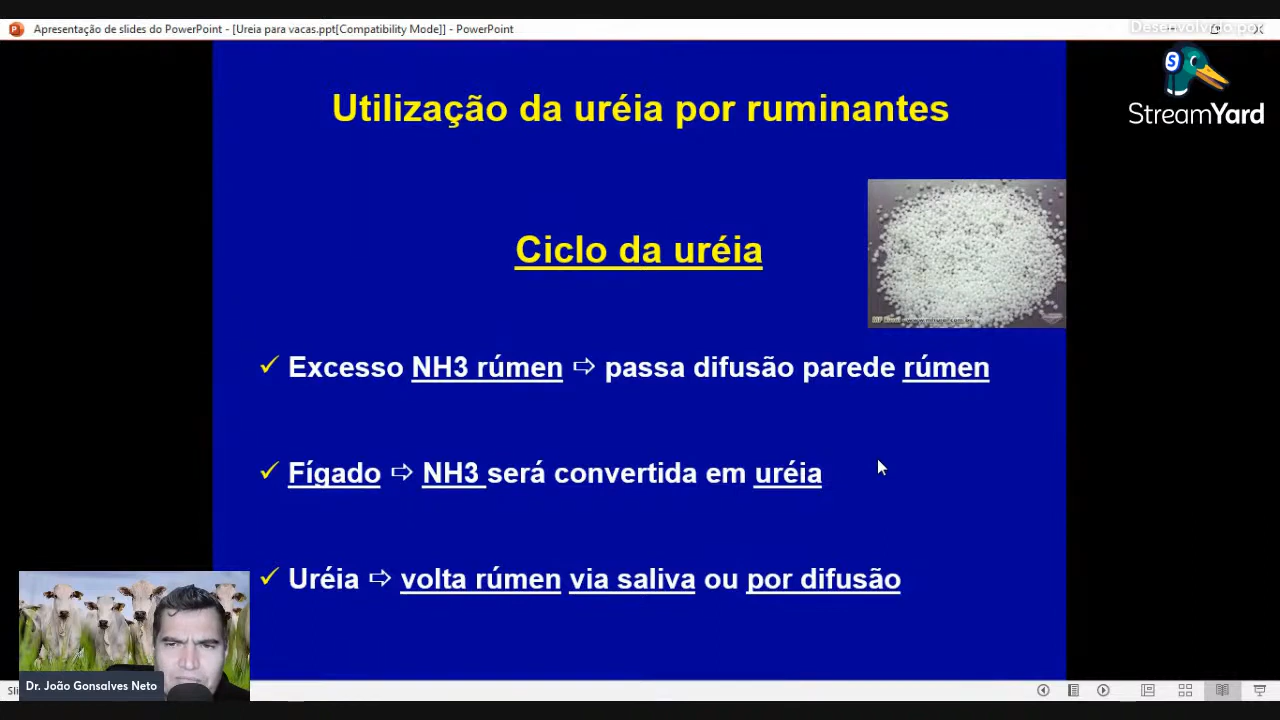 Apresentação de slides do PowerPoint - [Ureia para vacas.ppt[Compatibility Mode]] - PowerPoint
Desenvolvido por
StreamYard
Utilização da uréia por ruminantes
Ciclo da uréia
Excesso NH3 rúmen ⇨ passa difusão parede rúmen
Fígado ⇨ NH3 será convertida em uréia
Uréia ⇨ volta rúmen via saliva ou por difusão
Dr. João Gonsalves Neto